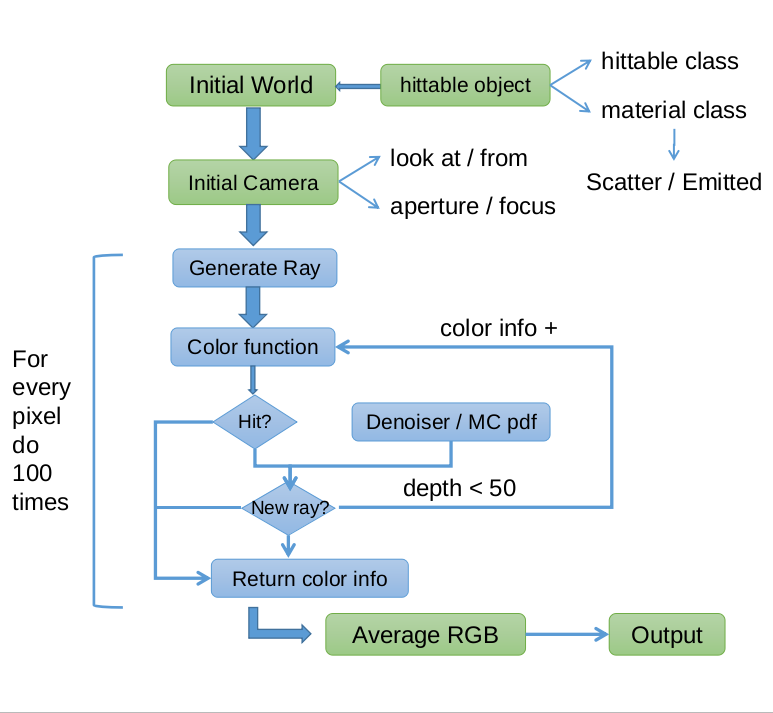 hittable class
Initial World
hittable object
material class
look at / from
Initial Camera
Scatter / Emitted
aperture / focus
Generate Ray
color info +
Color function
For
every
pixel
do
100
times
Hit?
Denoiser / MC pdf
depth < 50
New ray?
Return color info
Average RGB
Output